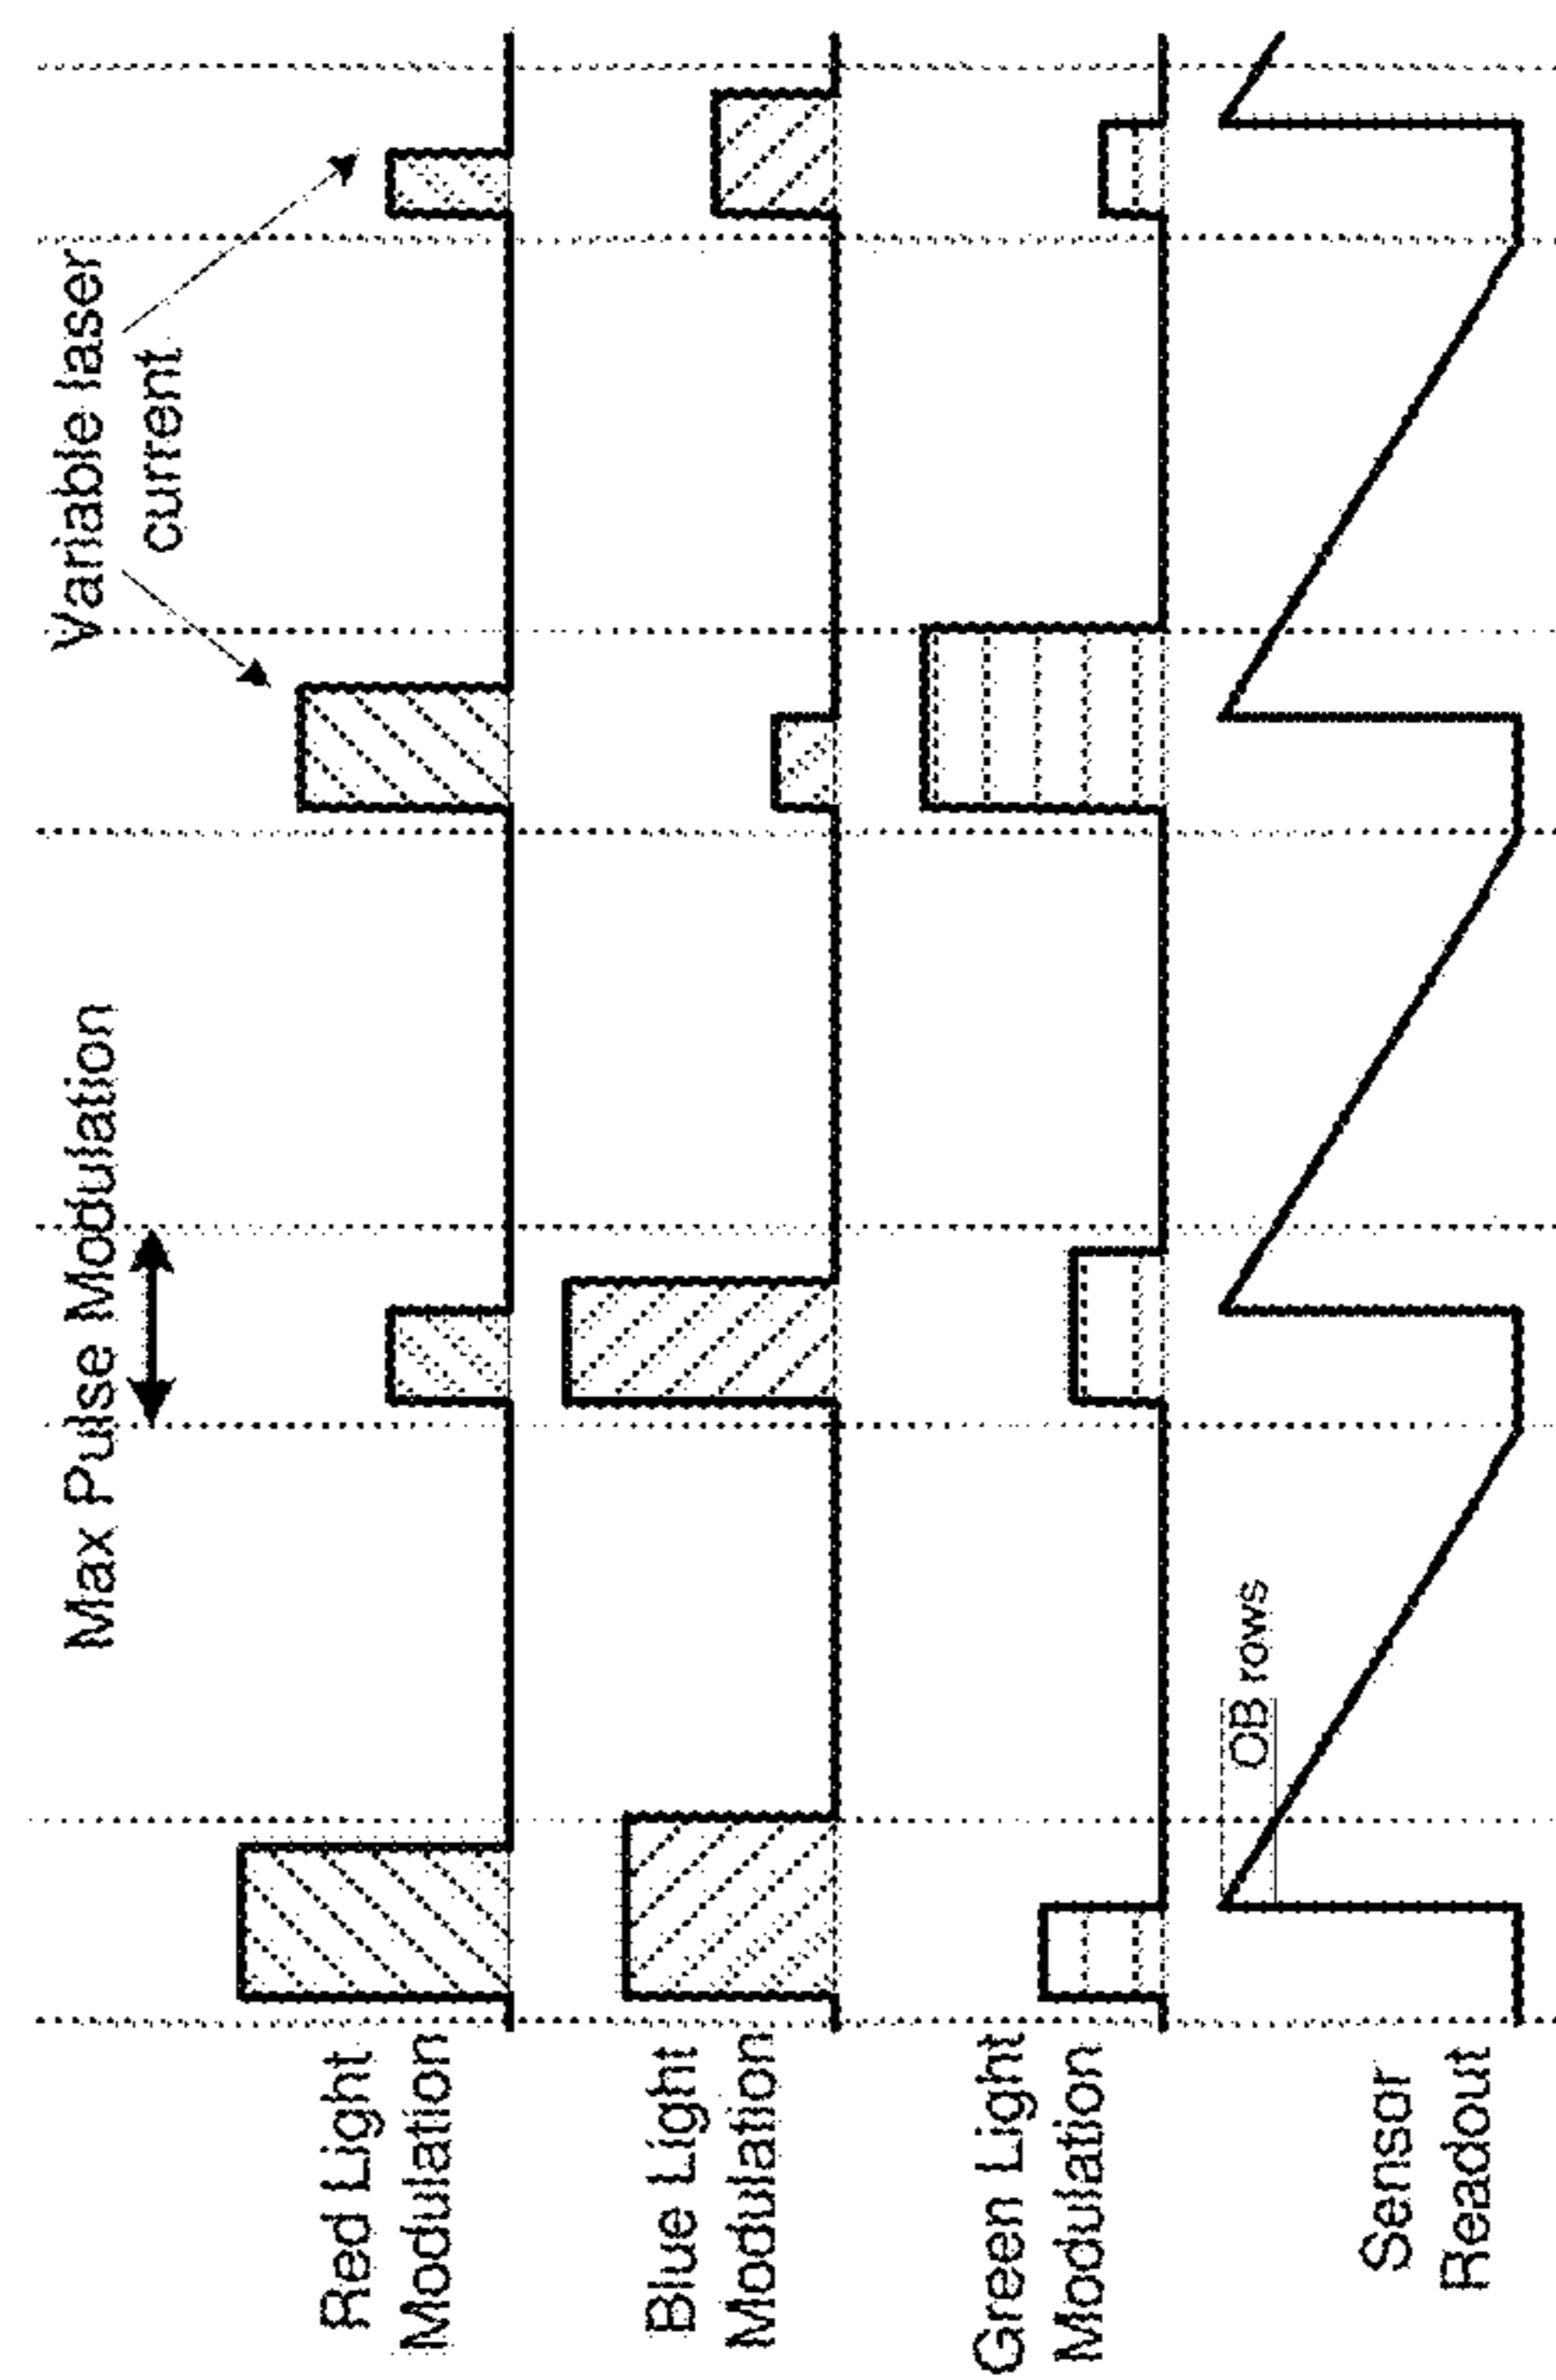 Max Pulse Modulation
Variable laser
current
Red Light
Modulation
Blue Light
Modulation
Green Light
Modulation
OB rows
Sensor
Readout